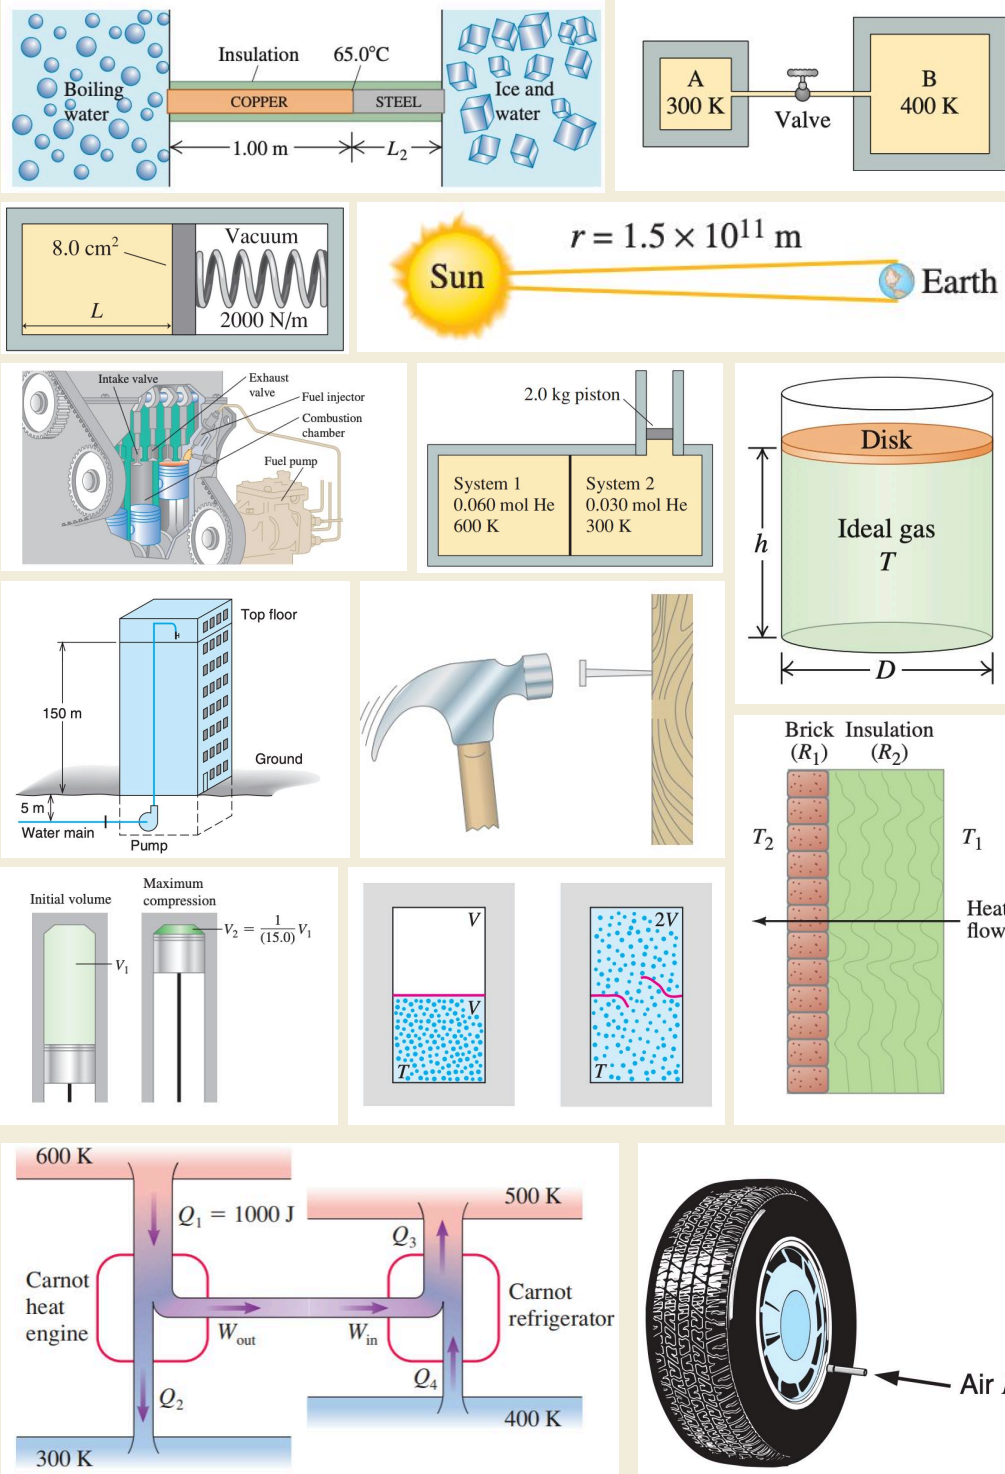 Insulation 65.0°C
Boiling
water
COPPER STEEL
Ice and
water
1.00 m L₂
A
300 K
Valve
B
400 K
8.0 cm²
Vacuum
L
2000 N/m
r = 1.5 × 10¹¹ m
Sun
Earth
Intake valve
Exhaust
valve
Fuel injector
Combustion
chamber
Fuel pump
2.0 kg piston
System 1
0.060 mol He
600 K
System 2
0.030 mol He
300 K
Disk
Ideal gas
T
h
D
Top floor
150 m
Ground
5 m
Water main
Pump
Brick Insulation
(R₁) (R₂)
T₂ T₁
Heat
flow
Initial volume
Maximum
compression
V₂ = 1/(15.0) V₁
V₁
V
V
T
2V
T
600 K
Q₁ = 1000 J
Carnot
heat
engine
W_out
Q₂
300 K
500 K
Q₃
Carnot
refrigerator
W_in
Q₄
400 K
Air